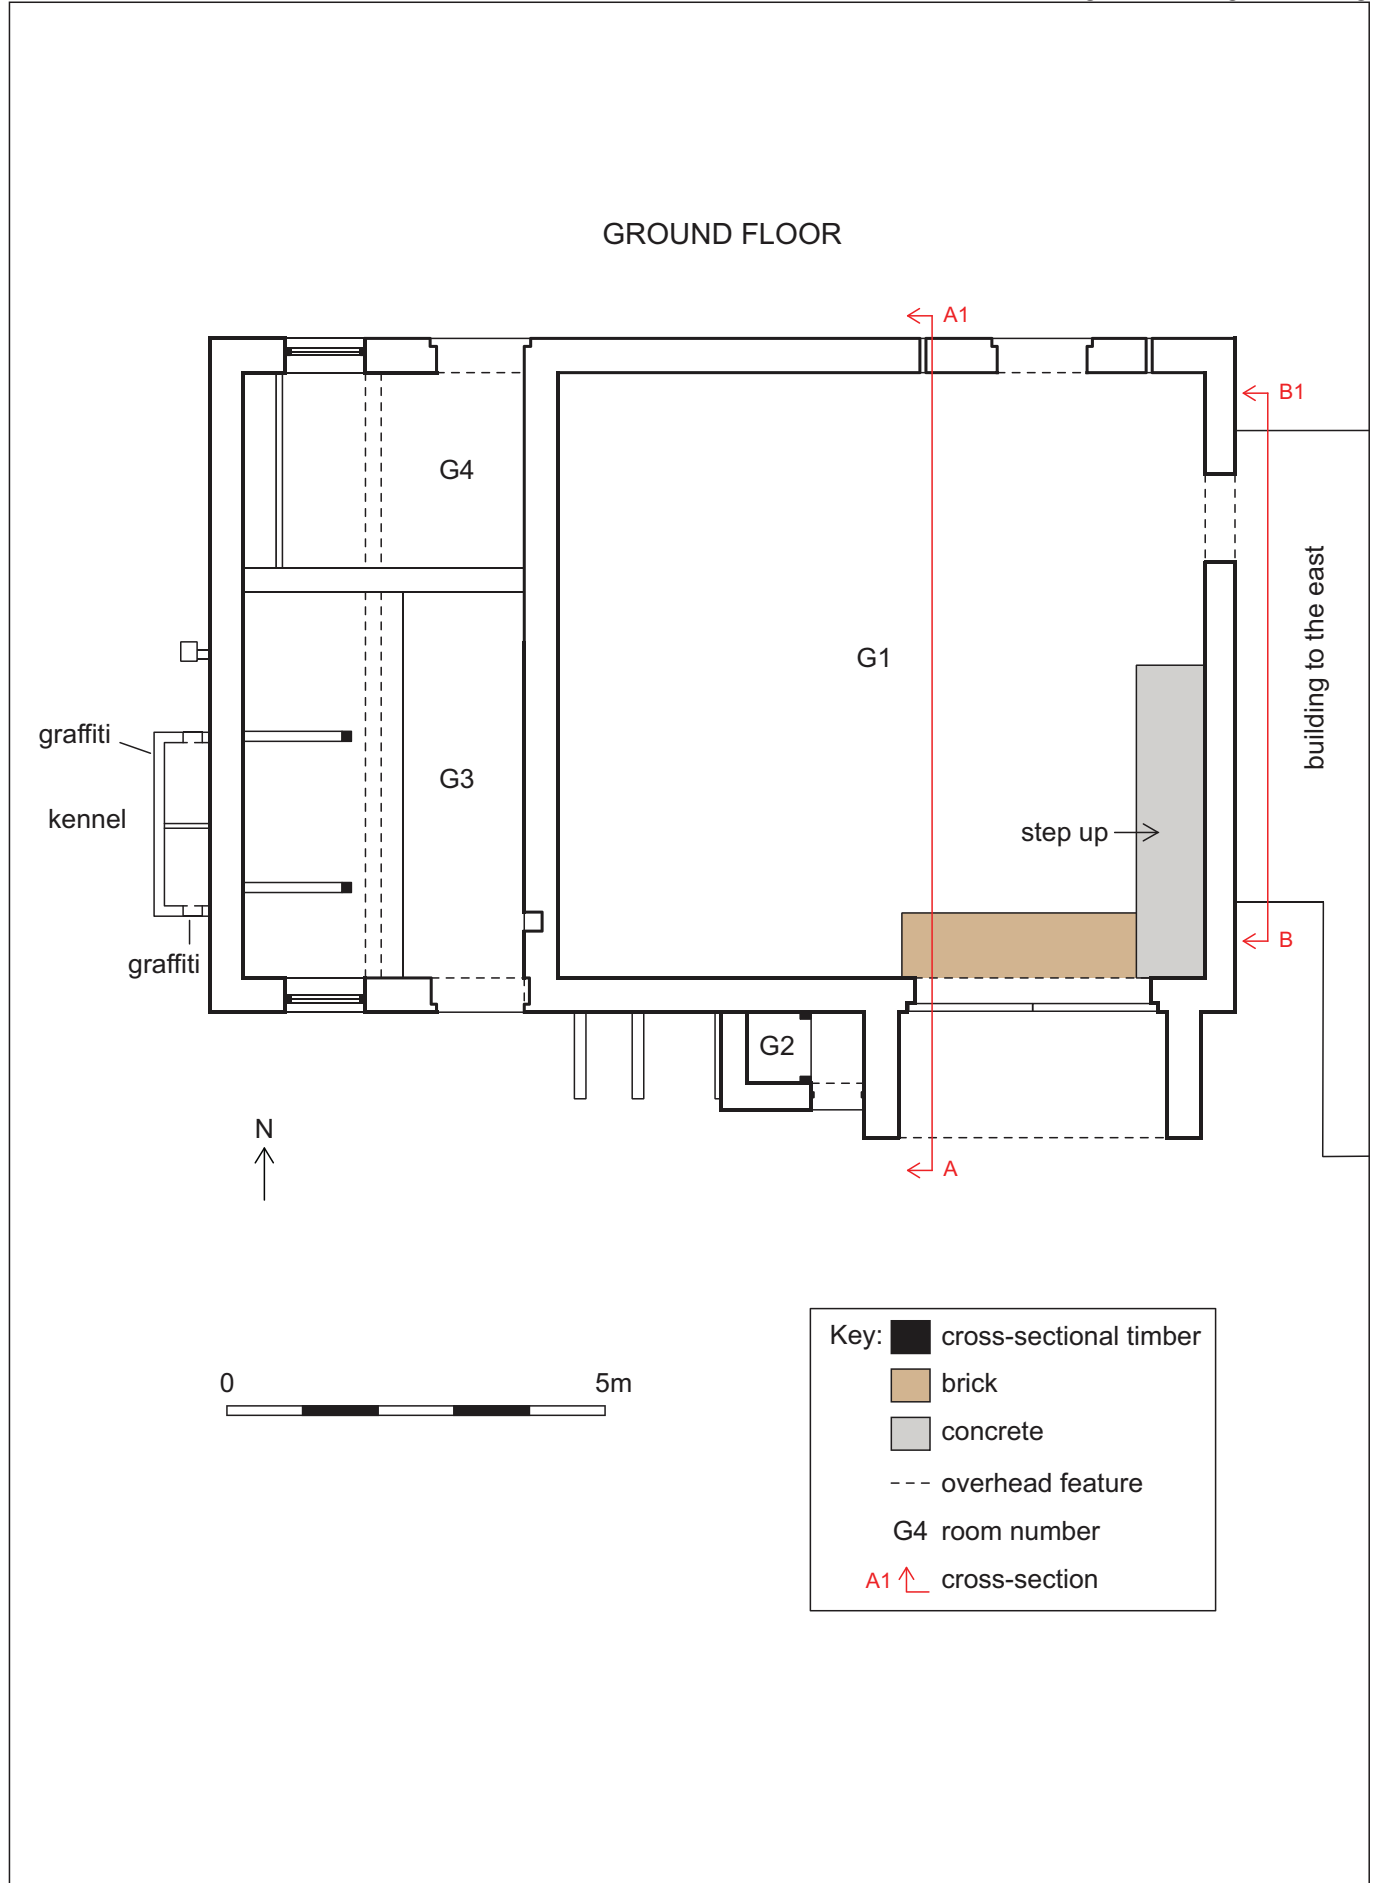 GROUND FLOOR
A1
B1
G4
building to the east
G1
graffiti
G3
kennel
step up
B
graffiti
G2
N
A
Key: cross-sectional timber
0 5m
brick
concrete
overhead feature
G4 room number
A1 cross-section